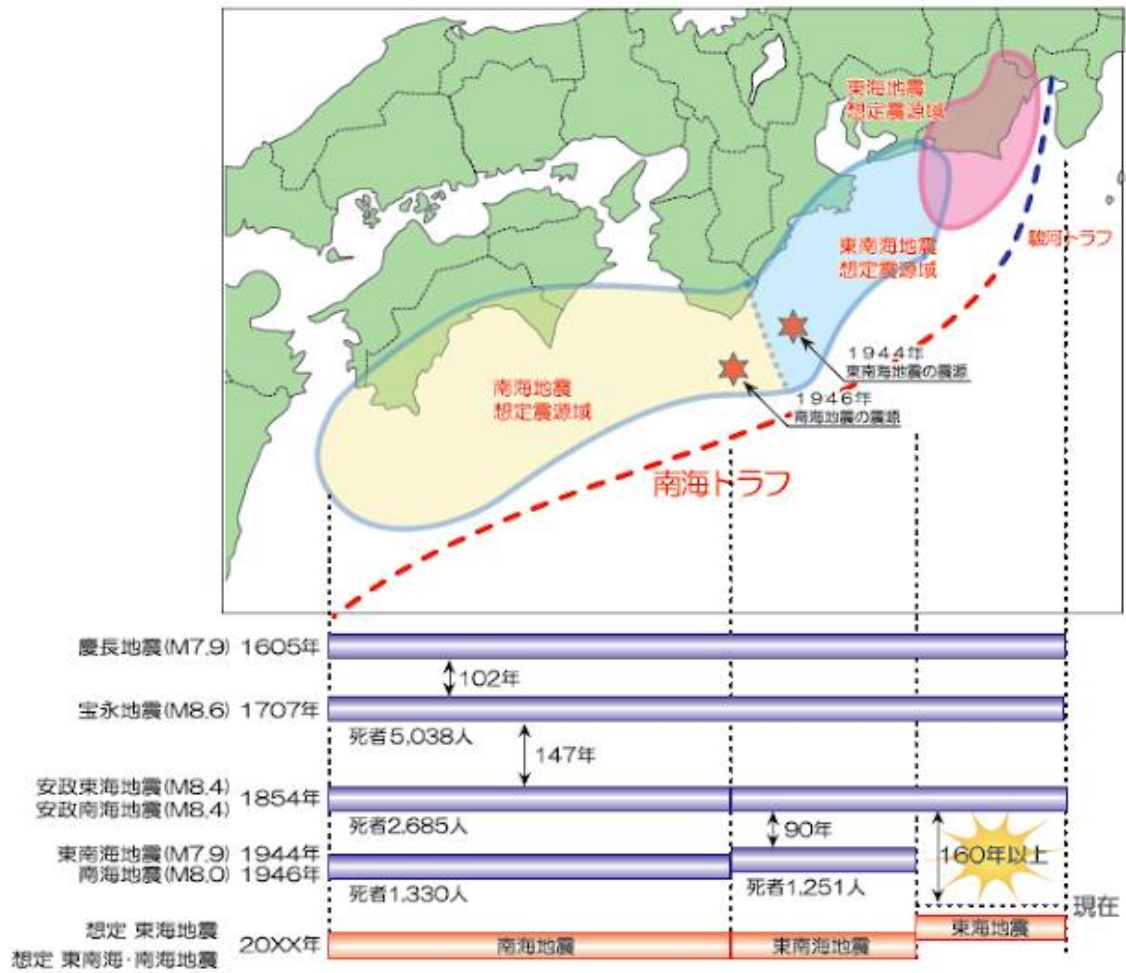 東海地震
想定震源域
東南海地震
想定震源域
駿河トラフ
1944年
東南海地震の震源
1946年
南海地震の震源
南海地震
想定震源域
南海トラフ
慶長地震(M7.9) 1605年
102年
宝永地震(M8.6) 1707年
死者5,038人
147年
安政東海地震(M8.4)
安政南海地震(M8.4)
1854年
死者2,685人
90年
160年以上
東南海地震(M7.9) 1944年
南海地震(M8.0) 1946年
死者1,330人
死者1,251人
現在
想定 東海地震
想定 東南海・南海地震
20XX年
南海地震
東南海地震
東海地震